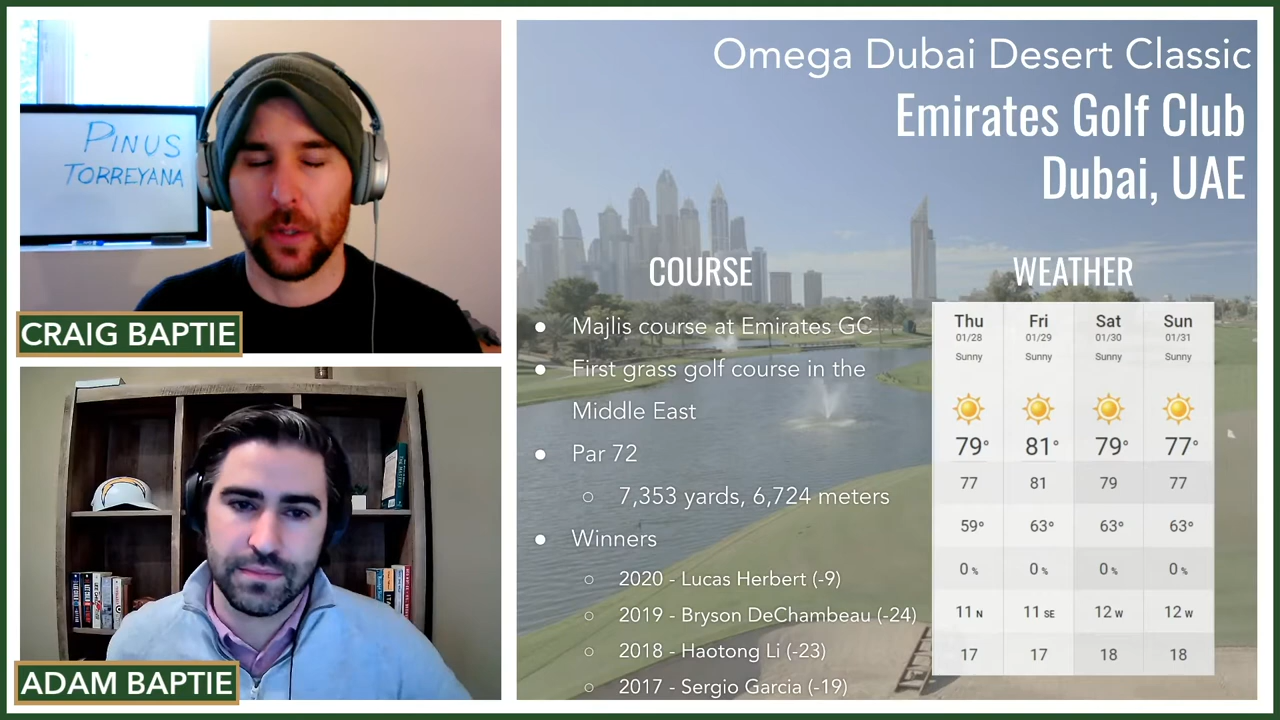 PINUS
TORREYANA
CRAIG BAPTIE
ADAM BAPTIE
Omega Dubai Desert Classic
Emirates Golf Club
Dubai, UAE
COURSE
Majlis course at Emirates GC
First grass golf course in the
Middle East
Par 72
7,353 yards, 6,724 meters
Winners
2020 - Lucas Herbert (-9)
2019 - Bryson DeChambeau (-24)
2018 - Haotong Li (-23)
2017 - Sergio Garcia (-19)
WEATHER
Thu Fri Sat Sun
01/28 01/29 01/30 01/31
Sunny Sunny Sunny Sunny
79° 81° 79° 77°
77 81 79 77
59° 63° 63° 63°
0 % 0 % 0 % 0 %
11 N 11 SE 12 W 12 W
17 17 18 18